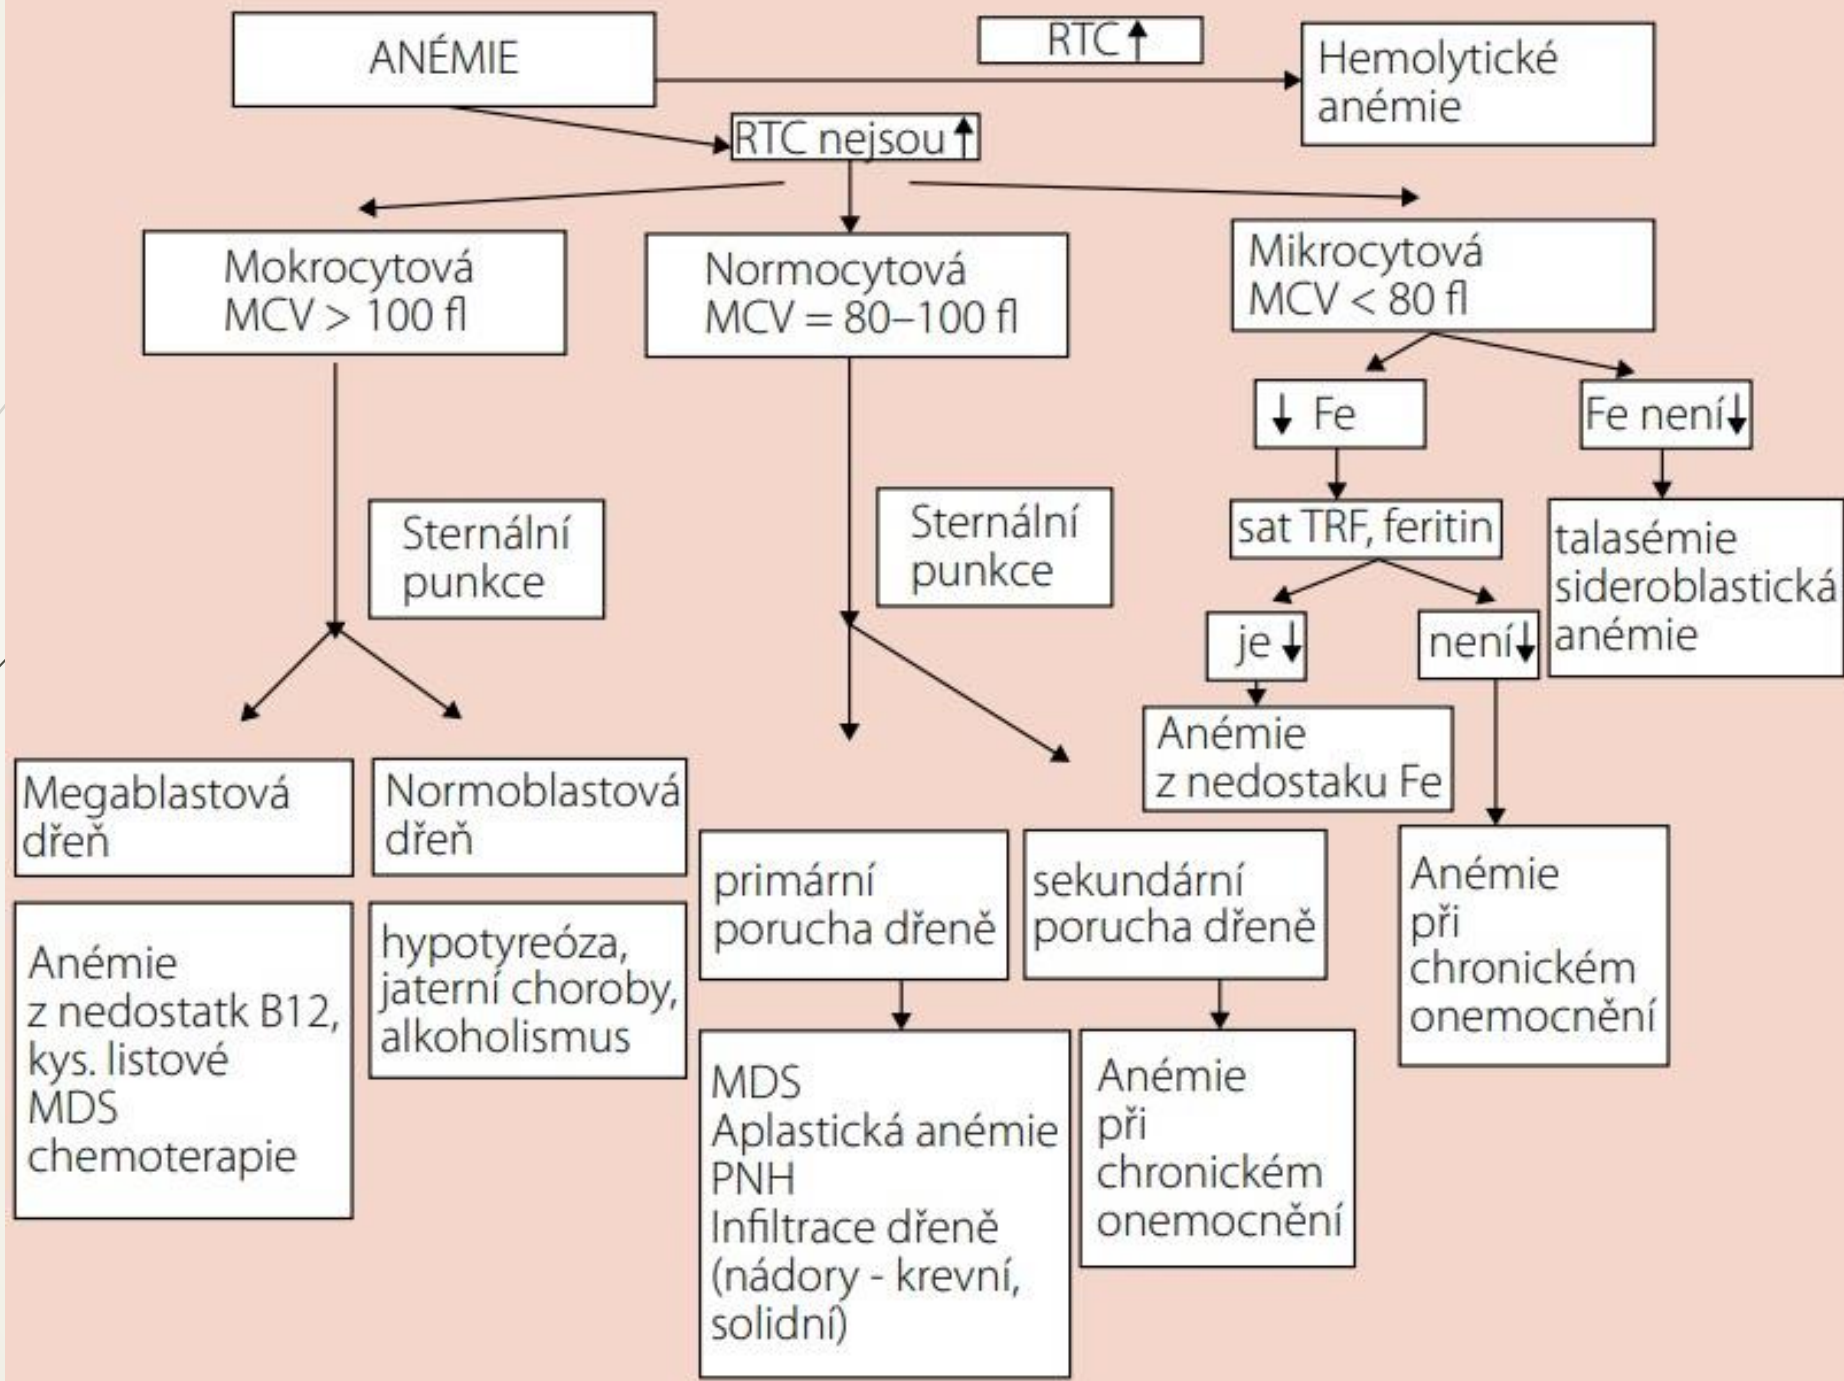 ANÉMIE
RTC↑
Hemolytické
anémie
RTC nejsou↑
Mokrocytová
MCV > 100 fl
Normocytová
MCV = 80–100 fl
Mikrocytová
MCV < 80 fl
↓ Fe
Fe není↓
Sternální
punkce
Sternální
punkce
sat TRF, feritin
talasémie
sideroblastická
anémie
je↓
není↓
Anémie
z nedostaku Fe
Megablastová
dřeň
Normoblastová
dřeň
primární
porucha dřeně
sekundární
porucha dřeně
Anémie
při
chronickém
onemocnění
Anémie
z nedostatk B12,
kys. listové
MDS
chemoterapie
hypotyreóza,
jaterní choroby,
alkoholismus
MDS
Aplastická anémie
PNH
Infiltrace dřeně
(nádory - krevní,
solidní)
Anémie
při
chronickém
onemocnění